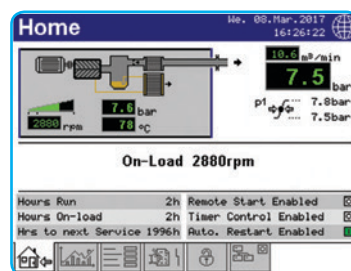 Home
We. 08.Mar.2017
16:26:22
10.6 m³/min
7.5 bar
p1 7.8bar
7.5bar
7.6 bar
2880 rpm
78 °C
On-Load 2880rpm
Hours Run 2h Remote Start Enabled
Hours On-load 2h Timer Control Enabled
Hrs to next Service 1996h Auto. Restart Enabled